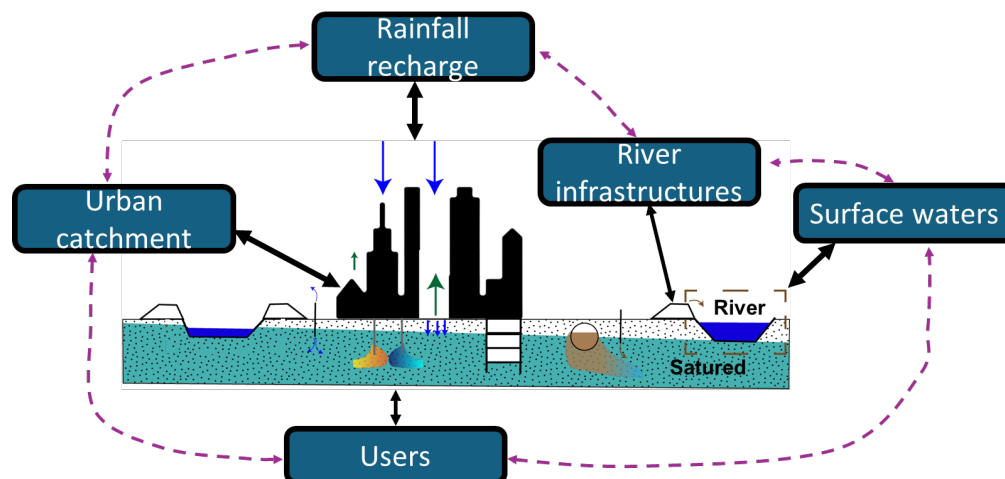 Rainfall
recharge
River
infrastructures
Urban
catchment
Surface waters
River
Satured
Users